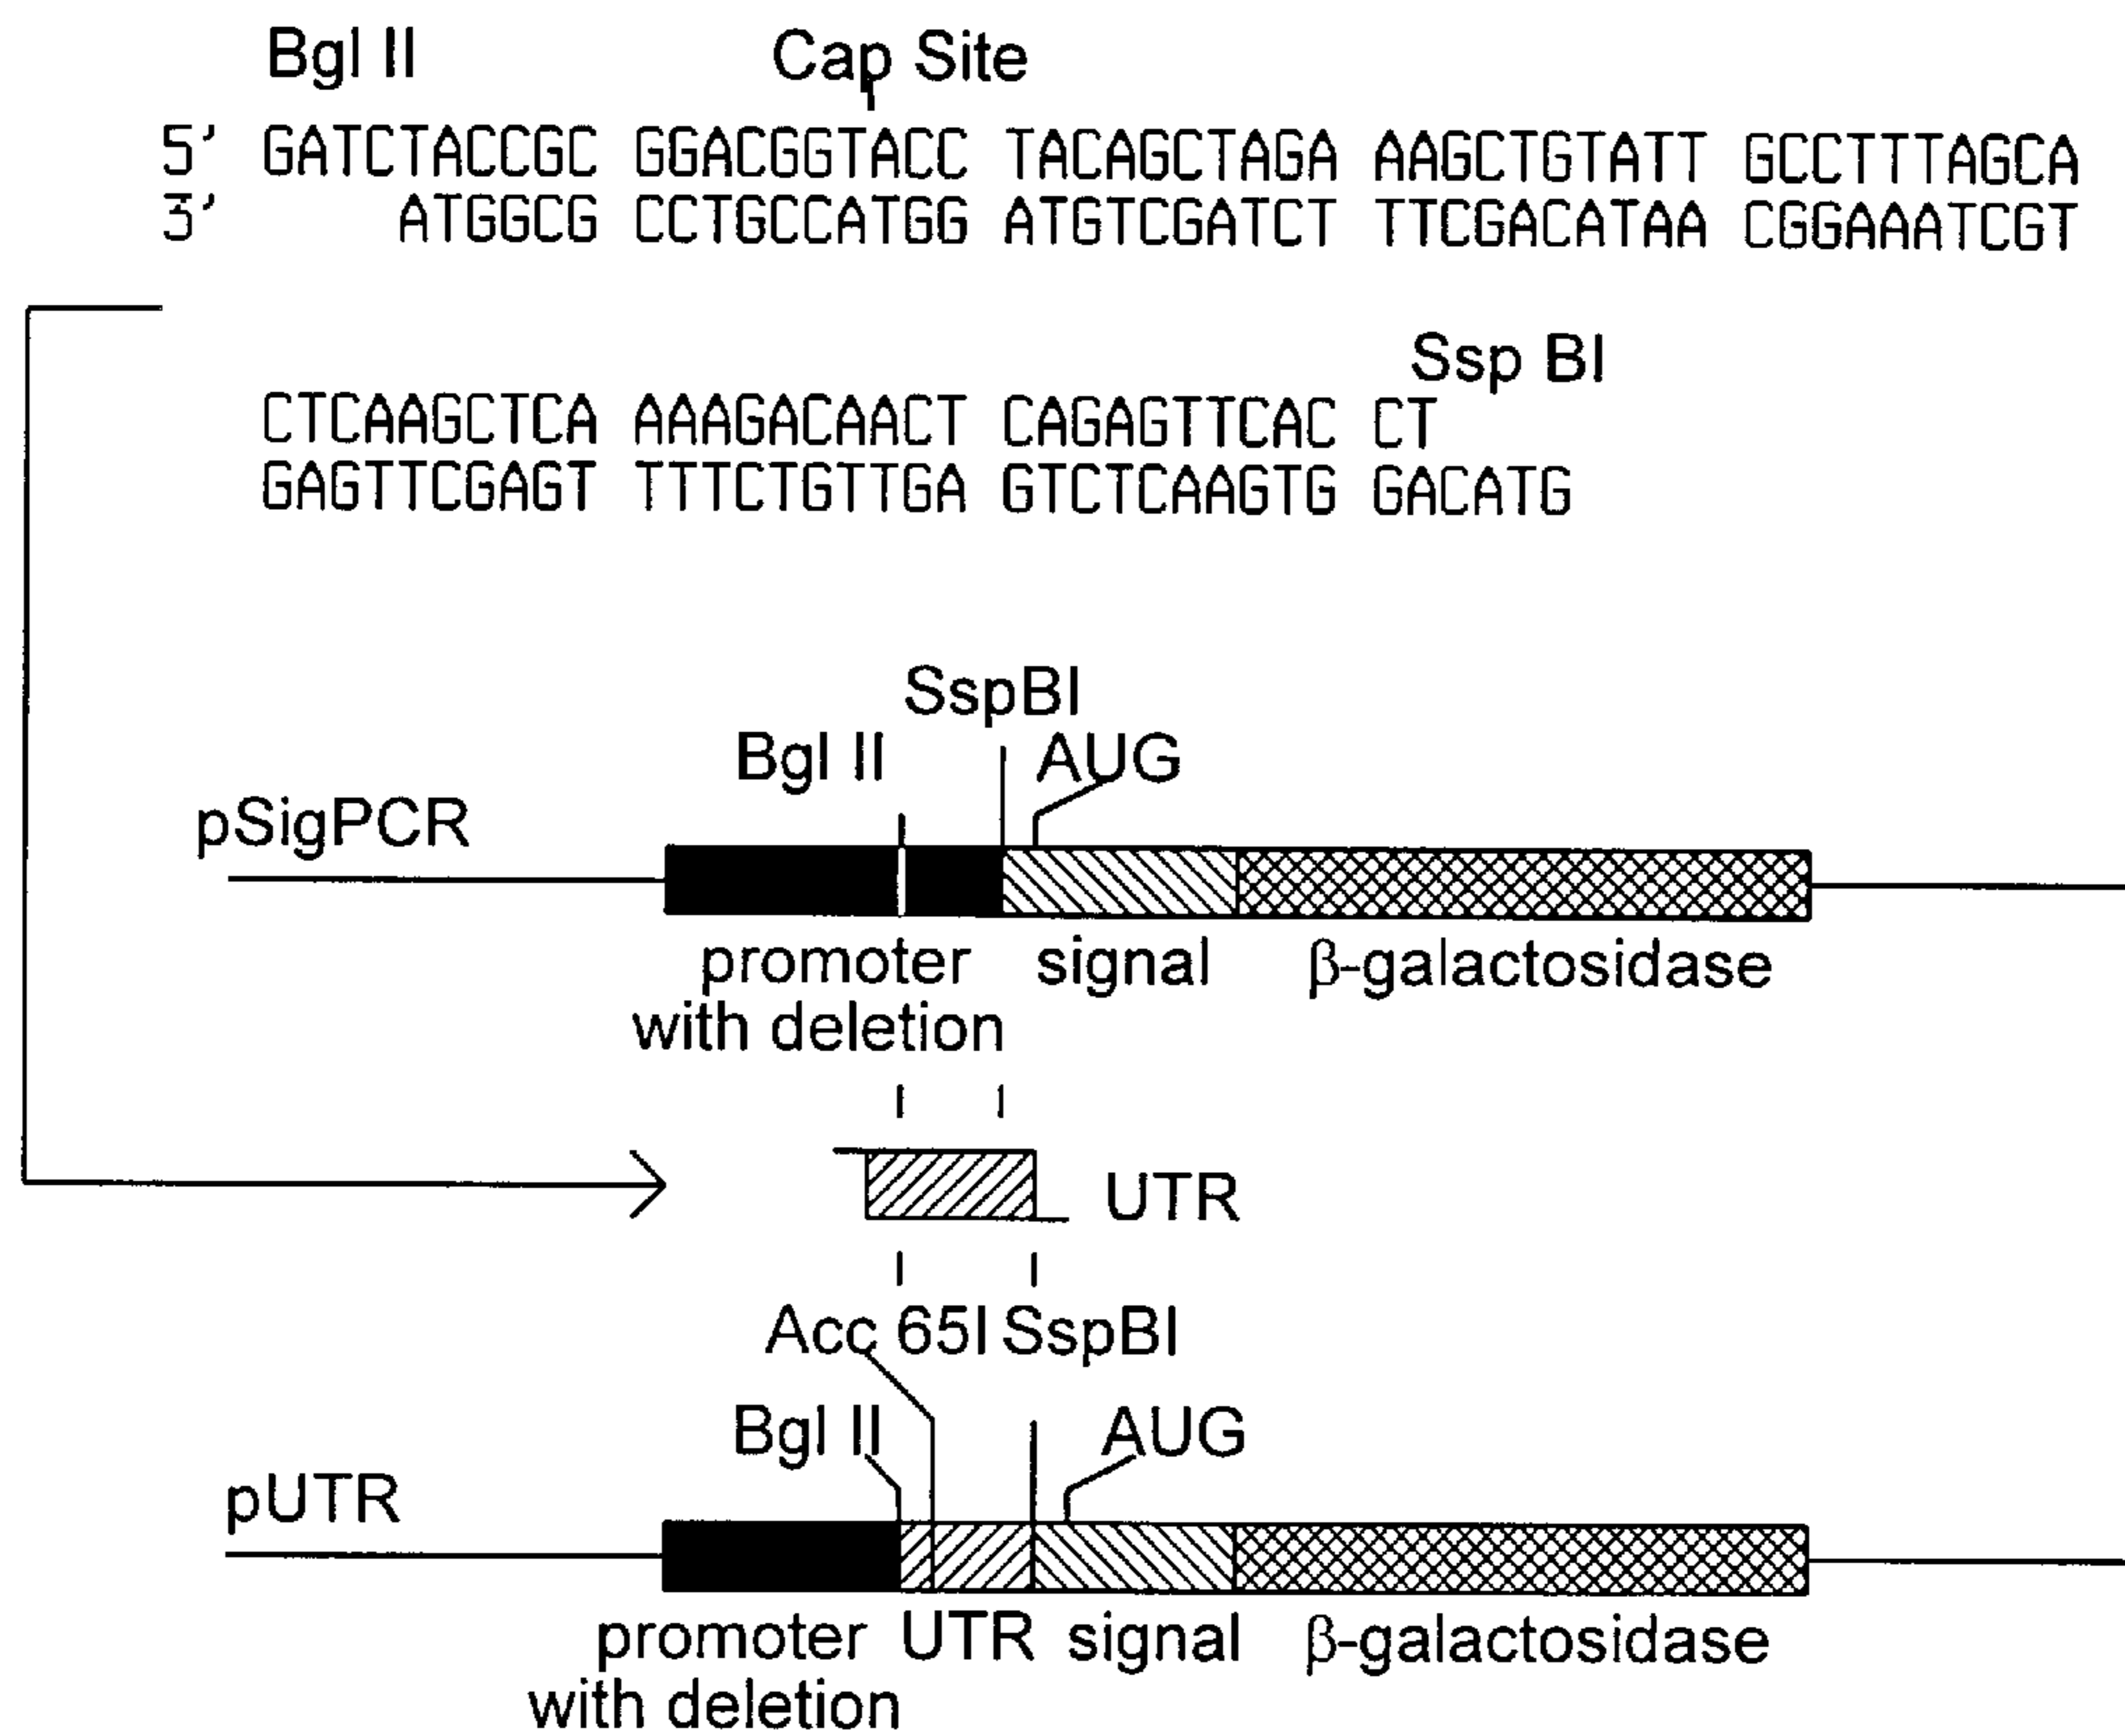 Bgl II Cap Site
5' GATCTACCGC GGACGGTACC TACAGCTAGA AAGCTGTATT GCCTTTAGCA
3' ATGGCG CCTGCCATGG ATGTCGATCT TTCGACATAA CGGAAATCGT
Ssp BI
CTCAAGCTCA AAAGACAACT CAGAGTTCAC CT
GAGTTCGAGT TTTCTGTTGA GTCTCAAGTG GACATG
SspBI
Bgl II AUG
pSigPCR
promoter signal β-galactosidase
with deletion
UTR
Acc 65I SspBI
Bgl II AUG
pUTR
promoter UTR signal β-galactosidase
with deletion